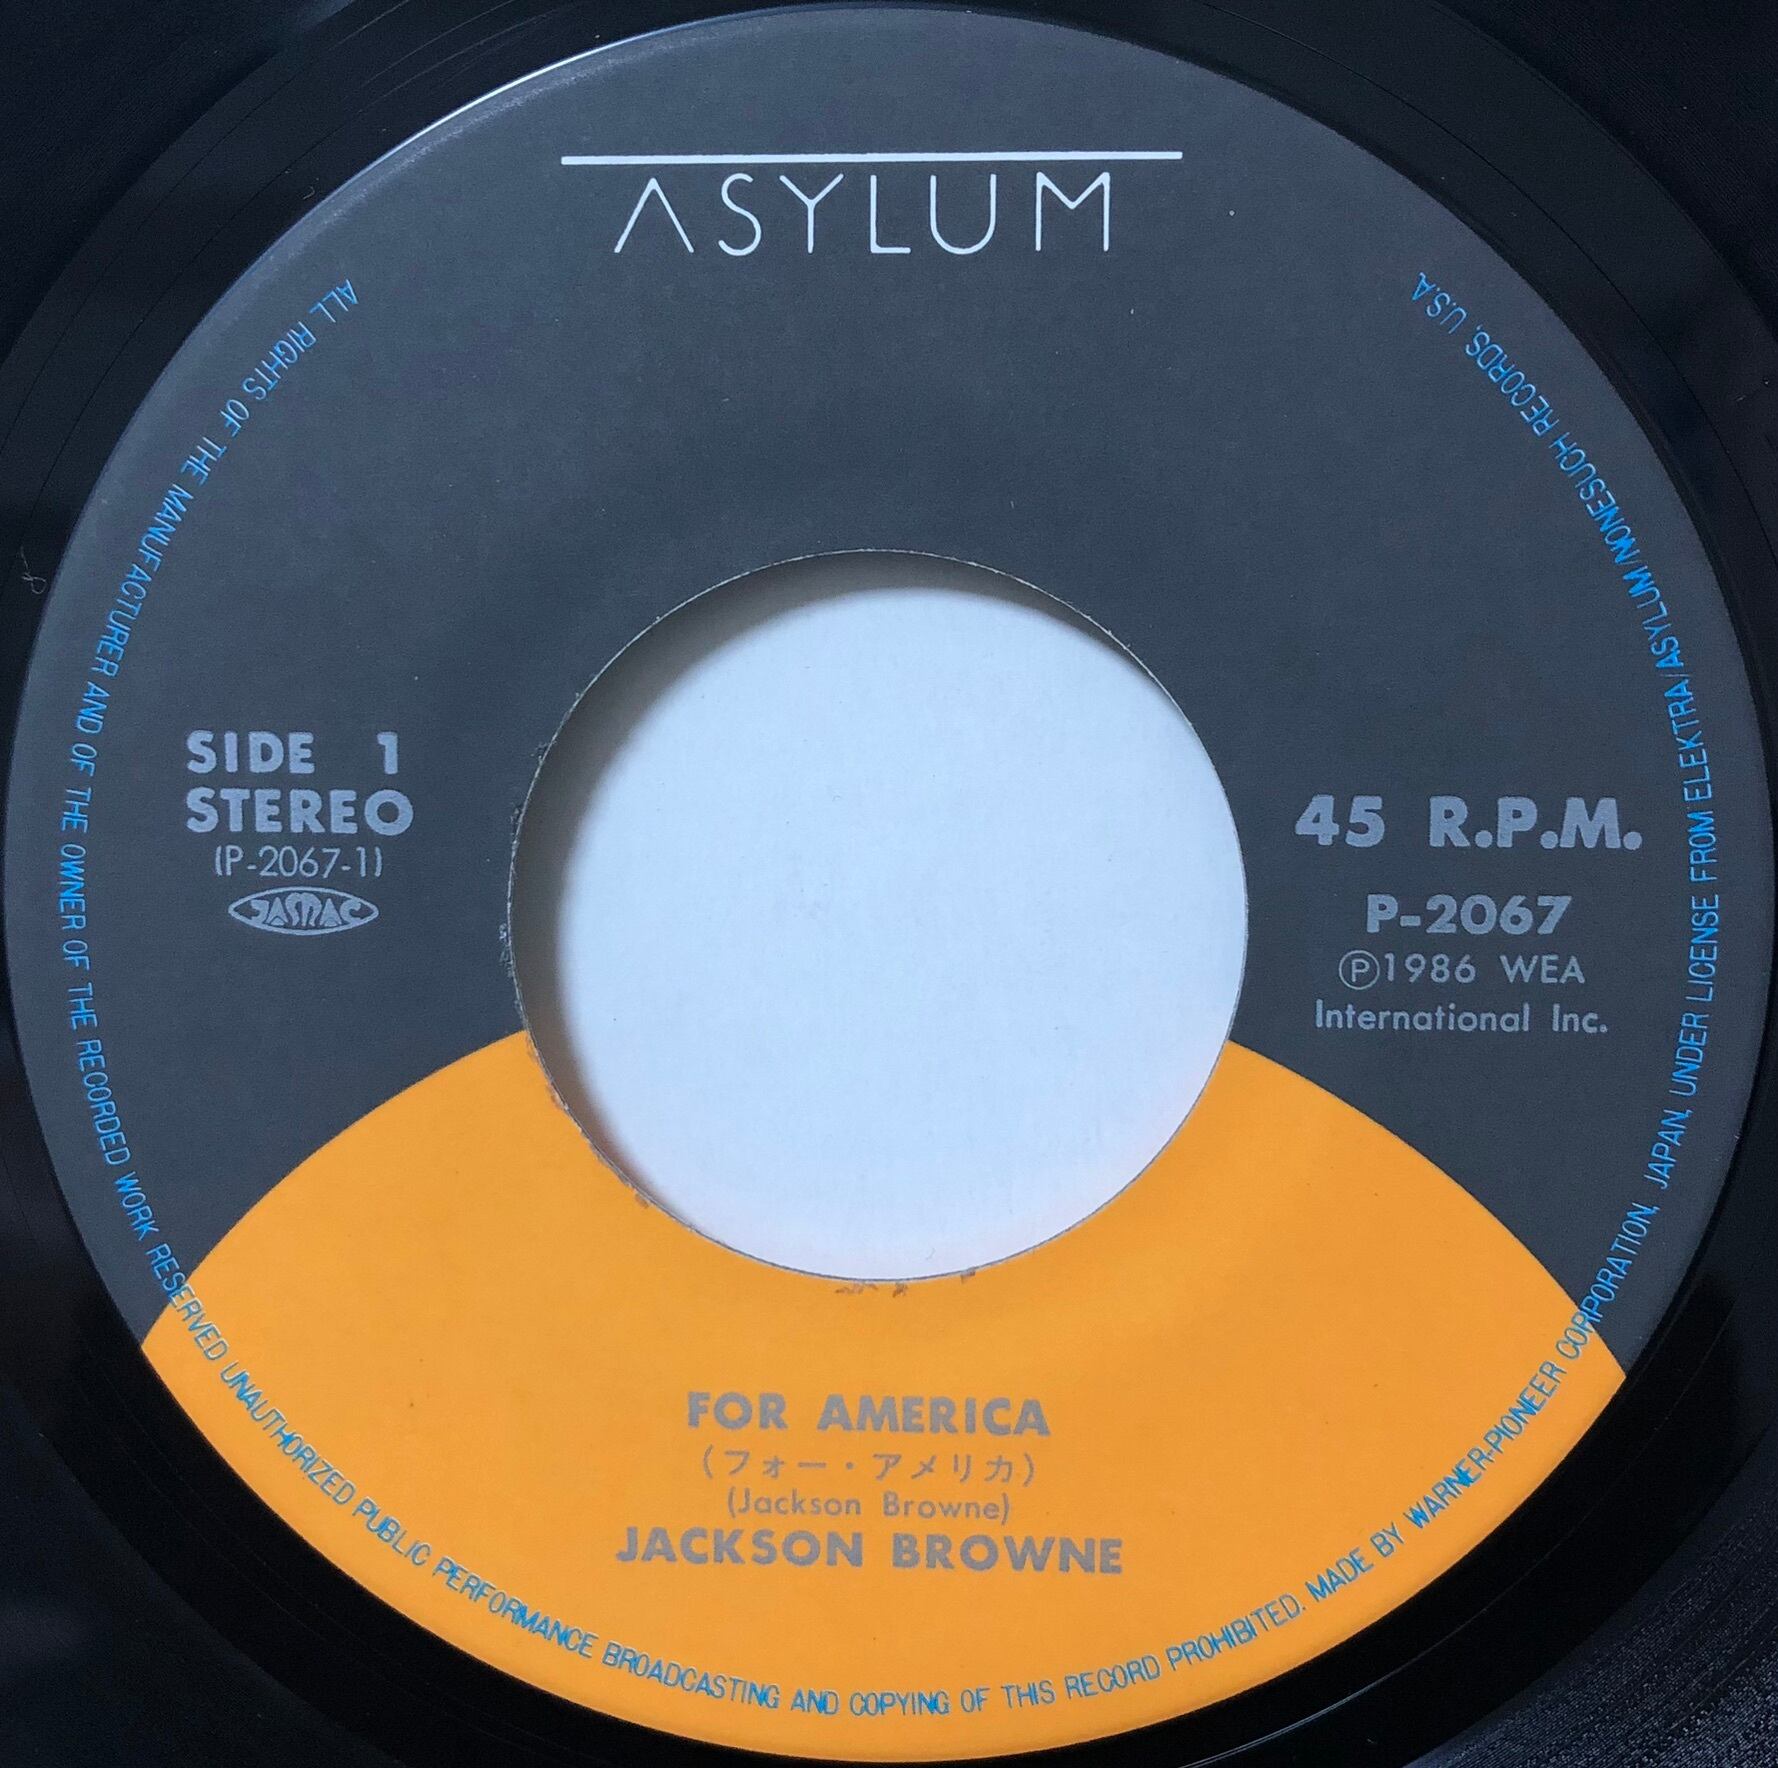 ASYLUM
SIDE 1
STEREO
(P-2067-1)
JASRAC
45 R.P.M.
P-2067
Ⓟ1986 WEA
International Inc.
FOR AMERICA
(フォー・アメリカ)
(Jackson Browne)
JACKSON BROWNE
ALL RIGHTS OF THE MANUFACTURER AND OF THE OWNER OF THE RECORDED WORK RESERVED UNAUTHORIZED PUBLIC PERFORMANCE BROADCASTING AND COPYING OF THIS RECORD PROHIBITED. MADE BY WARNER-PIONEER CORPORATION, JAPAN, UNDER LICENSE FROM ELEKTRA/ASYLUM/NONESUCH RECORDS, U.S.A